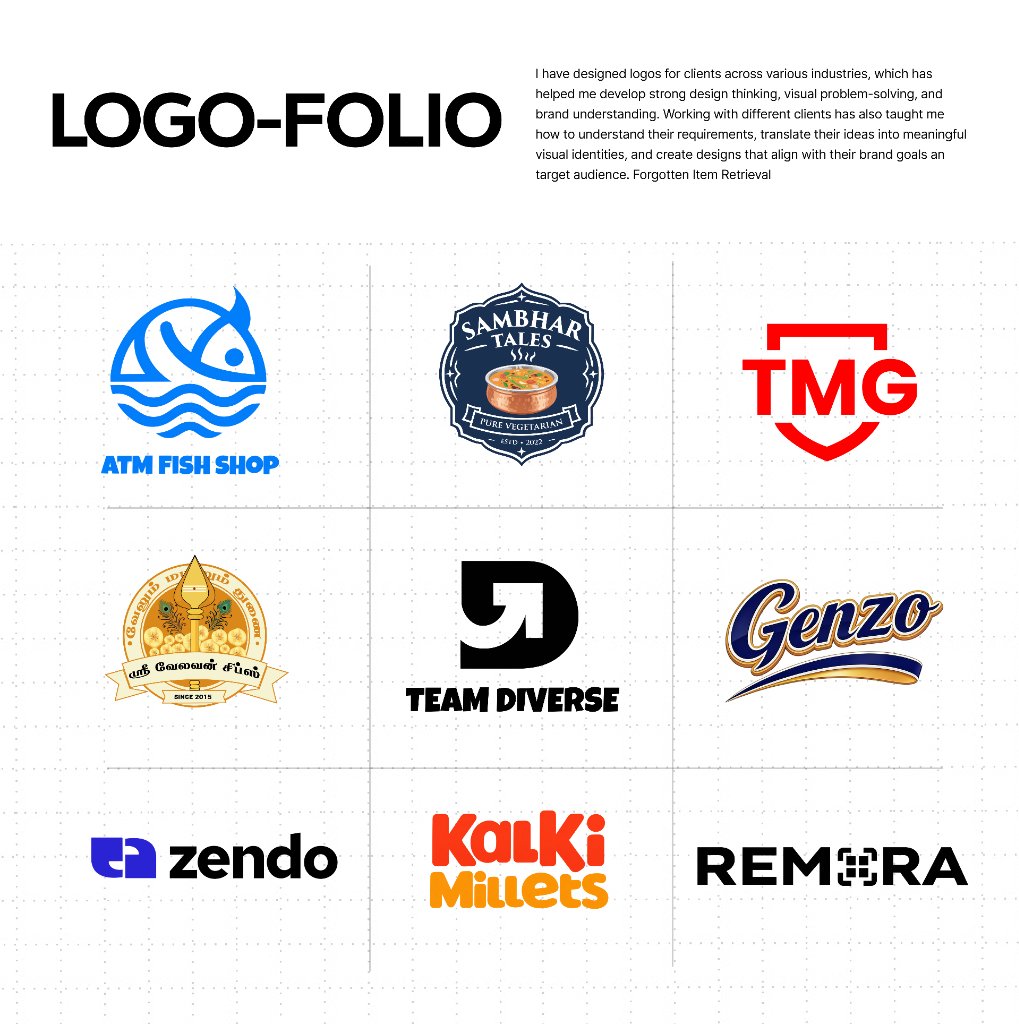 LOGO-FOLIO
I have designed logos for clients across various industries, which has
helped me develop strong design thinking, visual problem-solving, and
brand understanding. Working with different clients has also taught me
how to understand their requirements, translate their ideas into meaningful
visual identities, and create designs that align with their brand goals an
target audience. Forgotten Item Retrieval
ATM FISH SHOP
SAMBHAR
TALES
PURE VEGETARIAN
ESTD • 2022
TMG
வேலும் துணை
ஸ்ரீ வேலவன் சிப்ஸ்
SINCE 2015
TEAM DIVERSE
Genzo
zendo
KALKi
Millets
REMORA